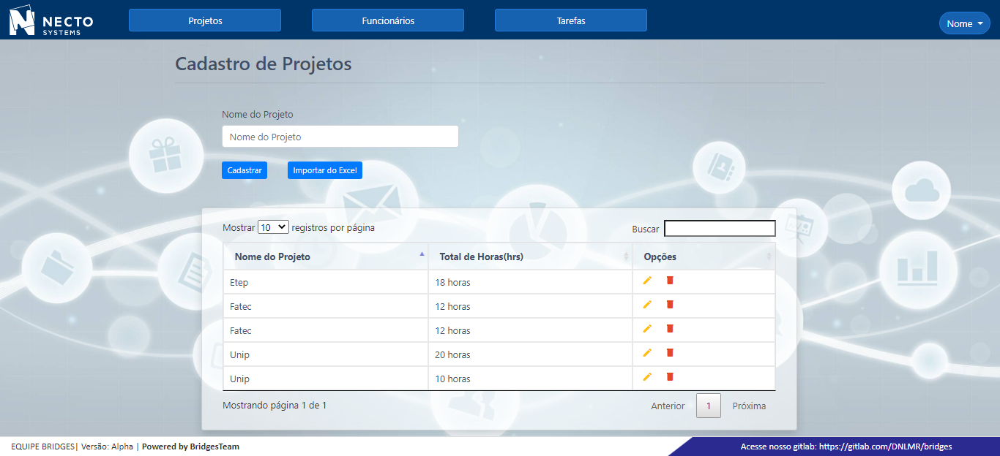 NECTO
SYSTEMS
Projetos
Funcionários
Tarefas
Nome
Cadastro de Projetos
Nome do Projeto
Nome do Projeto
Cadastrar
Importar do Excel
Mostrar 10 registros por página
Buscar
Nome do Projeto Total de Horas(hrs) Opções
Etep 18 horas
Fatec 12 horas
Fatec 12 horas
Unip 20 horas
Unip 10 horas
Mostrando página 1 de 1
Anterior 1 Próxima
EQUIPE BRIDGES| Versão: Alpha | Powered by BridgesTeam
Acesse nosso gitlab: https://gitlab.com/DNLMR/bridges